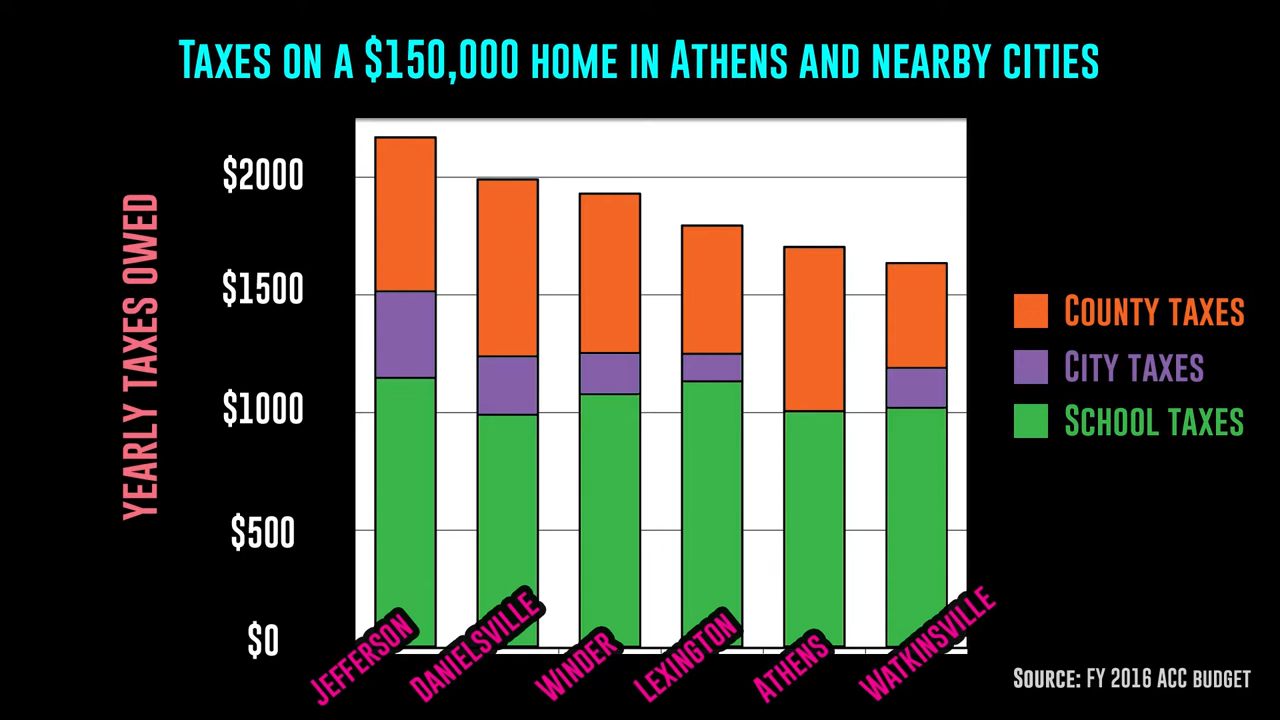 Taxes on a $150,000 home in Athens and nearby cities
Yearly taxes owed
$2000
$1500
$1000
$500
$0
Jefferson
Danielsville
Winder
Lexington
Athens
Watkinsville
County taxes
City taxes
School taxes
Source: FY 2016 ACC budget